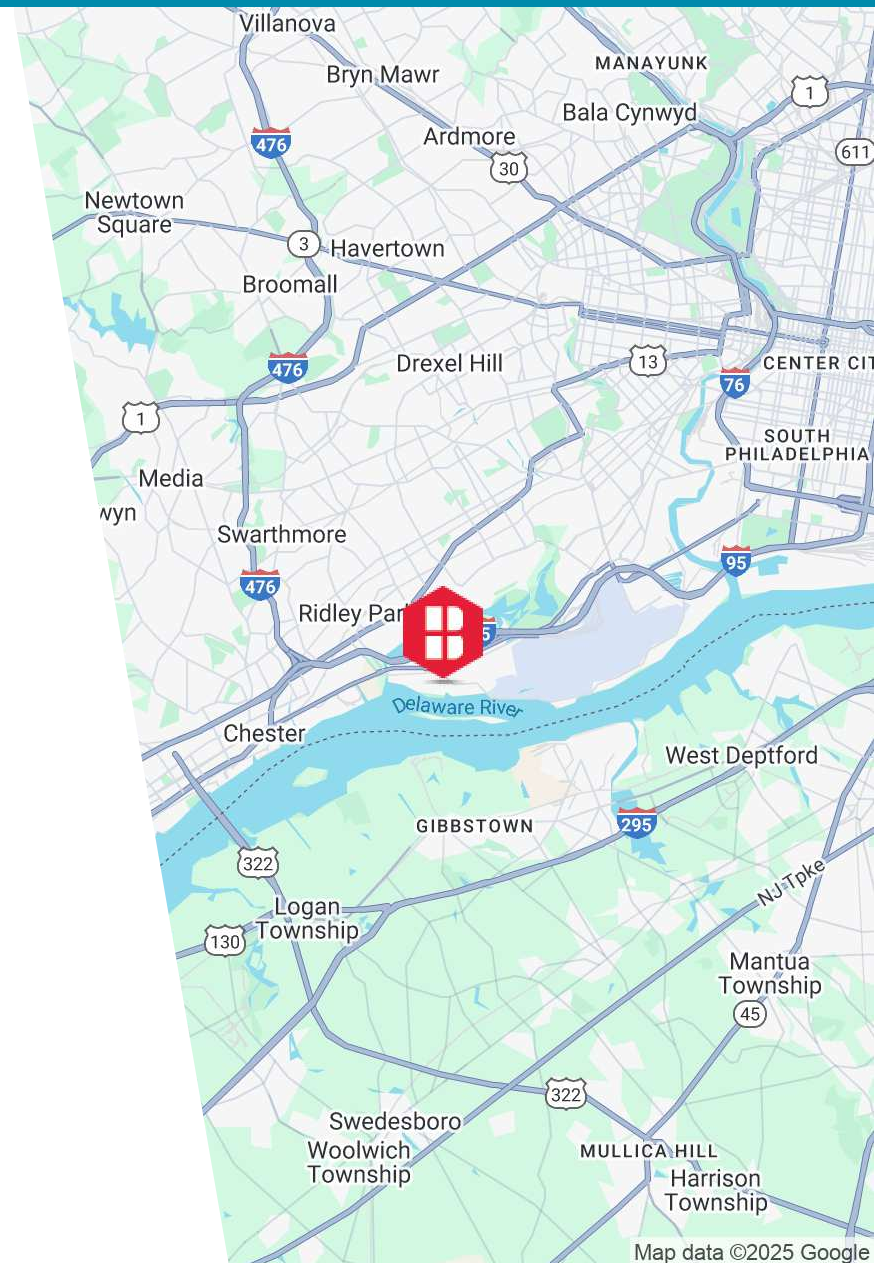 Villanova
Bryn Mawr
MANAYUNK
1
Bala Cynwyd
Ardmore
476
611
30
Newtown
Square
3
Havertown
Broomall
Drexel Hill
13
CENTER CIT
476
76
1
SOUTH
PHILADELPHIA
Media
wyn
Swarthmore
95
476
Ridley Par
5
Delaware River
Chester
West Deptford
GIBBSTOWN
295
322
NJ Tpke
Logan
Township
130
Mantua
Township
45
322
Swedesboro
Woolwich
Township
MULLICA HILL
Harrison
Township
Map data ©2025 Google